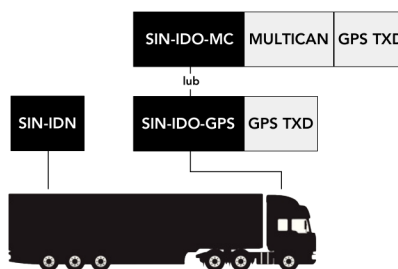 SIN-IDO-MC MULTICAN GPS TXD
lub
SIN-IDN SIN-IDO-GPS GPS TXD